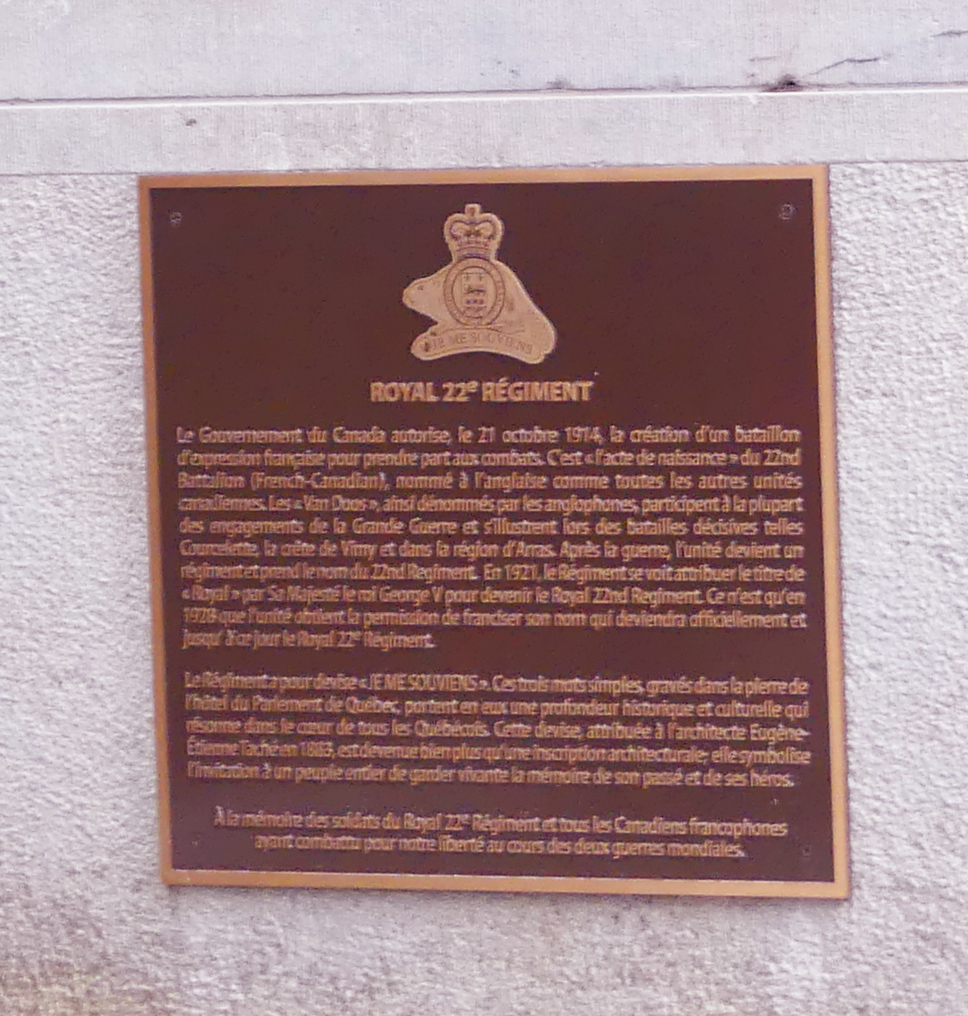 JE ME SOUVIENS
ROYAL 22e RÉGIMENT
Le Gouvernement du Canada autorise, le 21 octobre 1914, la création d'un bataillon
d'expression française pour prendre part aux combats. C'est « l'acte de naissance » du 22nd
Battalion (French-Canadian), nommé à l'anglaise comme toutes les autres unités
canadiennes. Les « Van Doos », ainsi dénommés par les anglophones, participent à la plupart
des engagements de la Grande Guerre et s'illustrent lors des batailles décisives telles
Courcelette, la crête de Vimy et dans la région d'Arras. Après la guerre, l'unité devient un
régiment et prend le nom du 22nd Regiment. En 1921, le Régiment se voit attribuer le titre de
« Royal » par Sa Majesté le roi George V pour devenir le Royal 22nd Regiment. Ce n'est qu'en
1928 que l'unité obtient la permission de franciser son nom qui deviendra officiellement et
jusqu'à ce jour le Royal 22e Régiment.
Le Régiment a pour devise « JE ME SOUVIENS ». Ces trois mots simples, gravés dans la pierre de
l'hôtel du Parlement de Québec, portent en eux une profondeur historique et culturelle qui
résonne dans le cœur de tous les Québécois. Cette devise, attribuée à l'architecte Eugène-
Étienne Taché en 1883, est devenue bien plus qu'une inscription architecturale; elle symbolise
l'invitation à un peuple entier de garder vivante la mémoire de son passé et de ses héros.
À la mémoire des soldats du Royal 22e Régiment et tous les Canadiens francophones
ayant combattu pour notre liberté au cours des deux guerres mondiales.